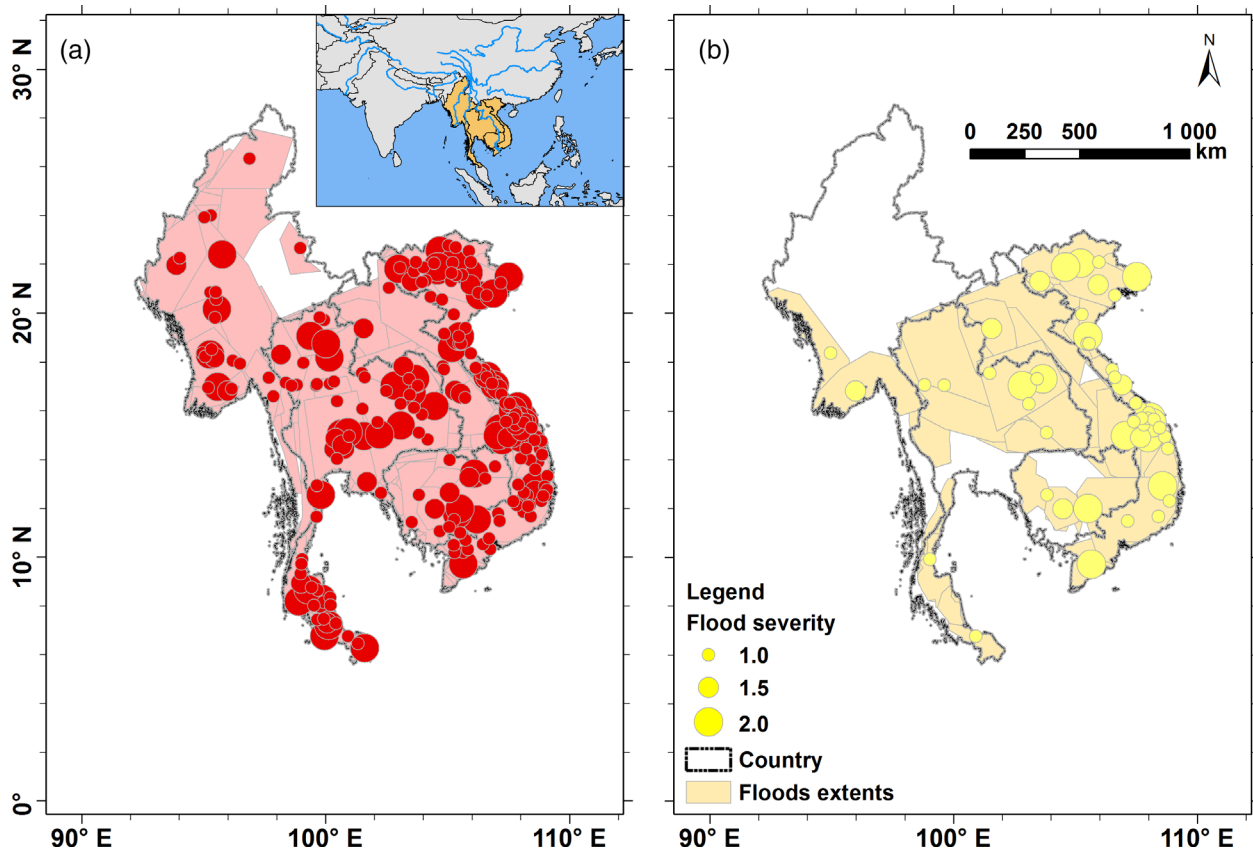 (a)
(b)
N
30° N
20° N
10° N
0°
0 250 500 1 000
km
Legend
Flood severity
1.0
1.5
2.0
Country
Floods extents
90° E 100° E 110° E
90° E 100° E 110° E